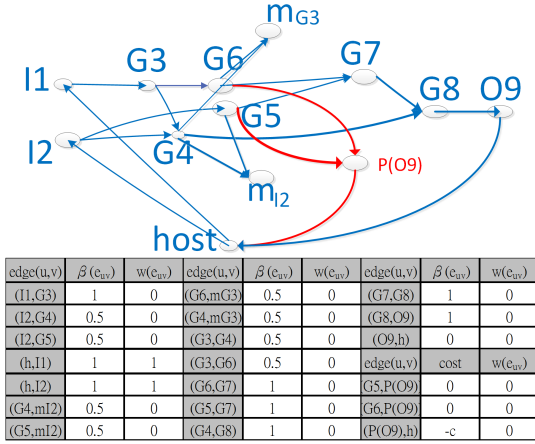 mG3
G3 G6 G7
I1 G8 O9
G5
I2 G4 P(O9)
mI2
host
edge(u,v) β(euv) w(euv) edge(u,v) β(euv) w(euv) edge(u,v) β(euv) w(euv)
(I1,G3) 1 0 (G6,mG3) 0.5 0 (G7,G8) 1 0
(I2,G4) 0.5 0 (G4,mG3) 0.5 0 (G8,O9) 1 0
(I2,G5) 0.5 0 (G3,G4) 0.5 0 (O9,h) 0 0
(h,I1) 1 1 (G3,G6) 0.5 0 edge(u,v) cost w(euv)
(h,I2) 1 1 (G6,G7) 1 0 G5,P(O9) 0 0
(G4,mI2) 0.5 0 (G5,G7) 1 0 G6,P(O9) 0 0
(G5,mI2) 0.5 0 (G4,G8) 1 0 (P(O9),h) -c 0